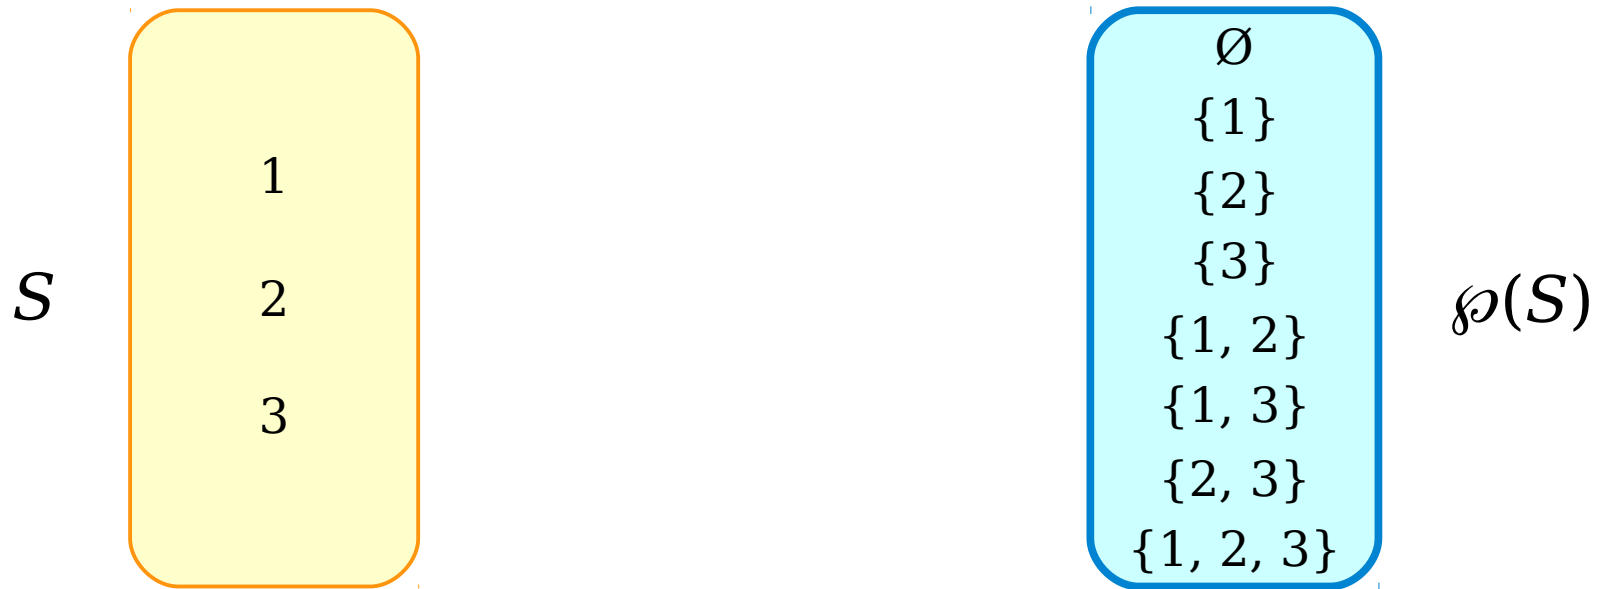 S
1
2
3
Ø
{1}
{2}
{3}
{1, 2}
{1, 3}
{2, 3}
{1, 2, 3}
℘(S)